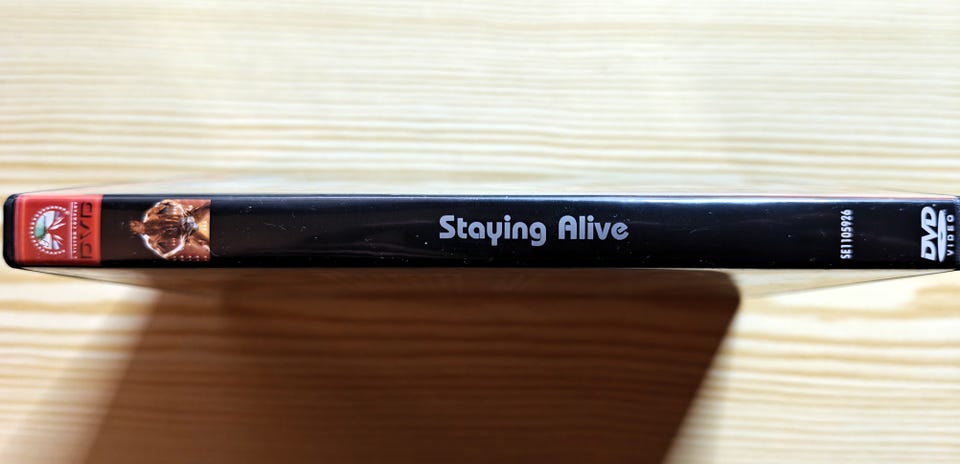 DVD
Staying Alive
SE1105926
DVD
VIDEO